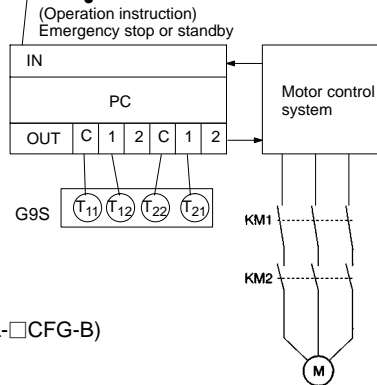 (Operation instruction)
Emergency stop or standby
IN
PC
Motor control
system
OUT C 1 2 C 1 2
G9S T11 T12 T22 T21
KM1
KM2
-□CFG-B)
M